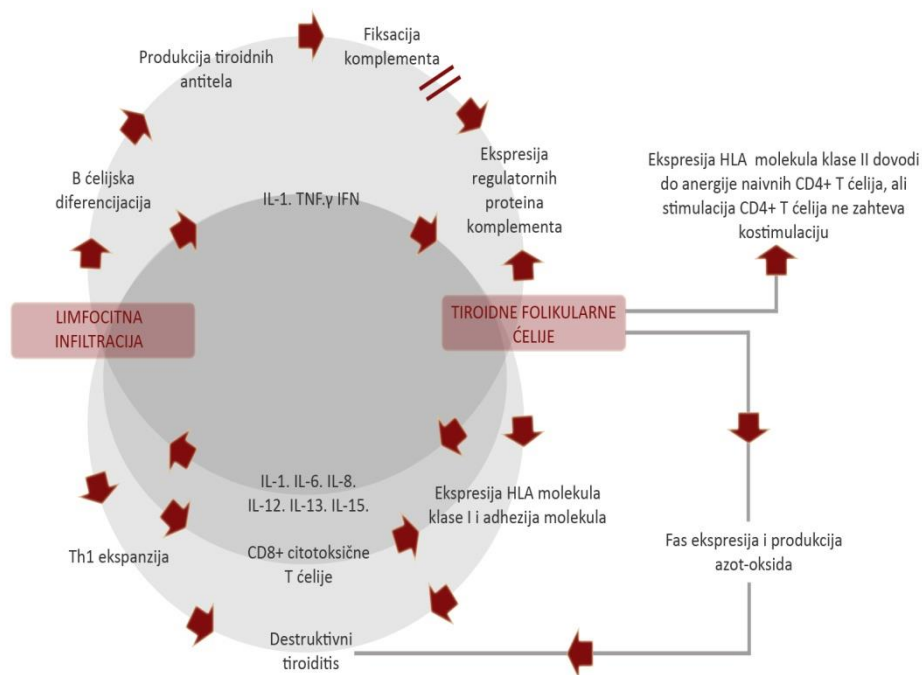 Fiksacija
komplementa
Produkcija tiroidnih
antitela
Ekspresija
regulatornih
proteina
komplementa
Ekspresija HLA molekula klase II dovodi
do anergije naivnih CD4+ T ćelija, ali
stimulacija CD4+ T ćelija ne zahteva
kostimulaciju
B ćelijska
diferencijacija
IL-1. TNF.γ IFN
LIMFOCITNA
INFILTRACIJA
TIROIDNE FOLIKULARNE
ĆELIJE
IL-1. IL-6. IL-8.
IL-12. IL-13. IL-15.
Ekspresija HLA molekula
klase I i adhezija molekula
Th1 ekspanzija
CD8+ citotoksične
T ćelije
Fas ekspresija i produkcija
azot-oksida
Destruktivni
tiroiditis